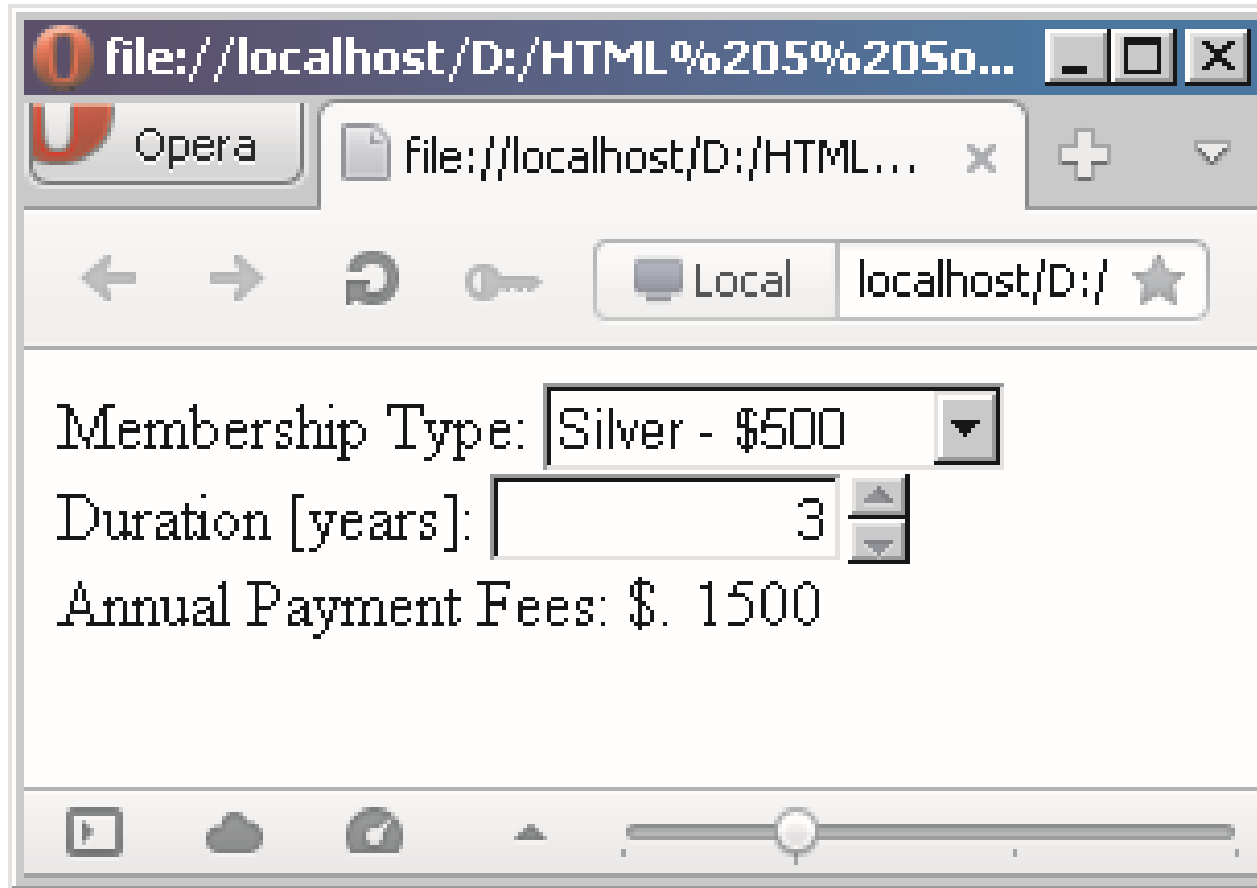 file://localhost/D:/HTML%205%20So...
Opera
file://localhost/D:/HTML...
Local
localhost/D:/
Membership Type: Silver - $500
Duration [years]: 3
Annual Payment Fees: $. 1500